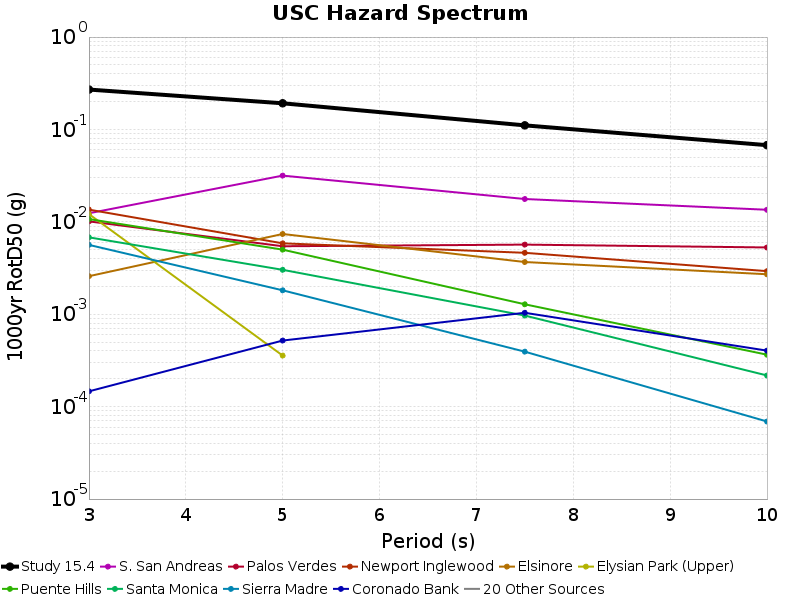 USC Hazard Spectrum
10^0
10^-1
10^-2
10^-3
10^-4
10^-5
1000yr RotD50 (g)
3 4 5 6 7 8 9 10
Period (s)
Study 15.4 S. San Andreas Palos Verdes Newport Inglewood Elsinore Elysian Park (Upper)
Puente Hills Santa Monica Sierra Madre Coronado Bank 20 Other Sources